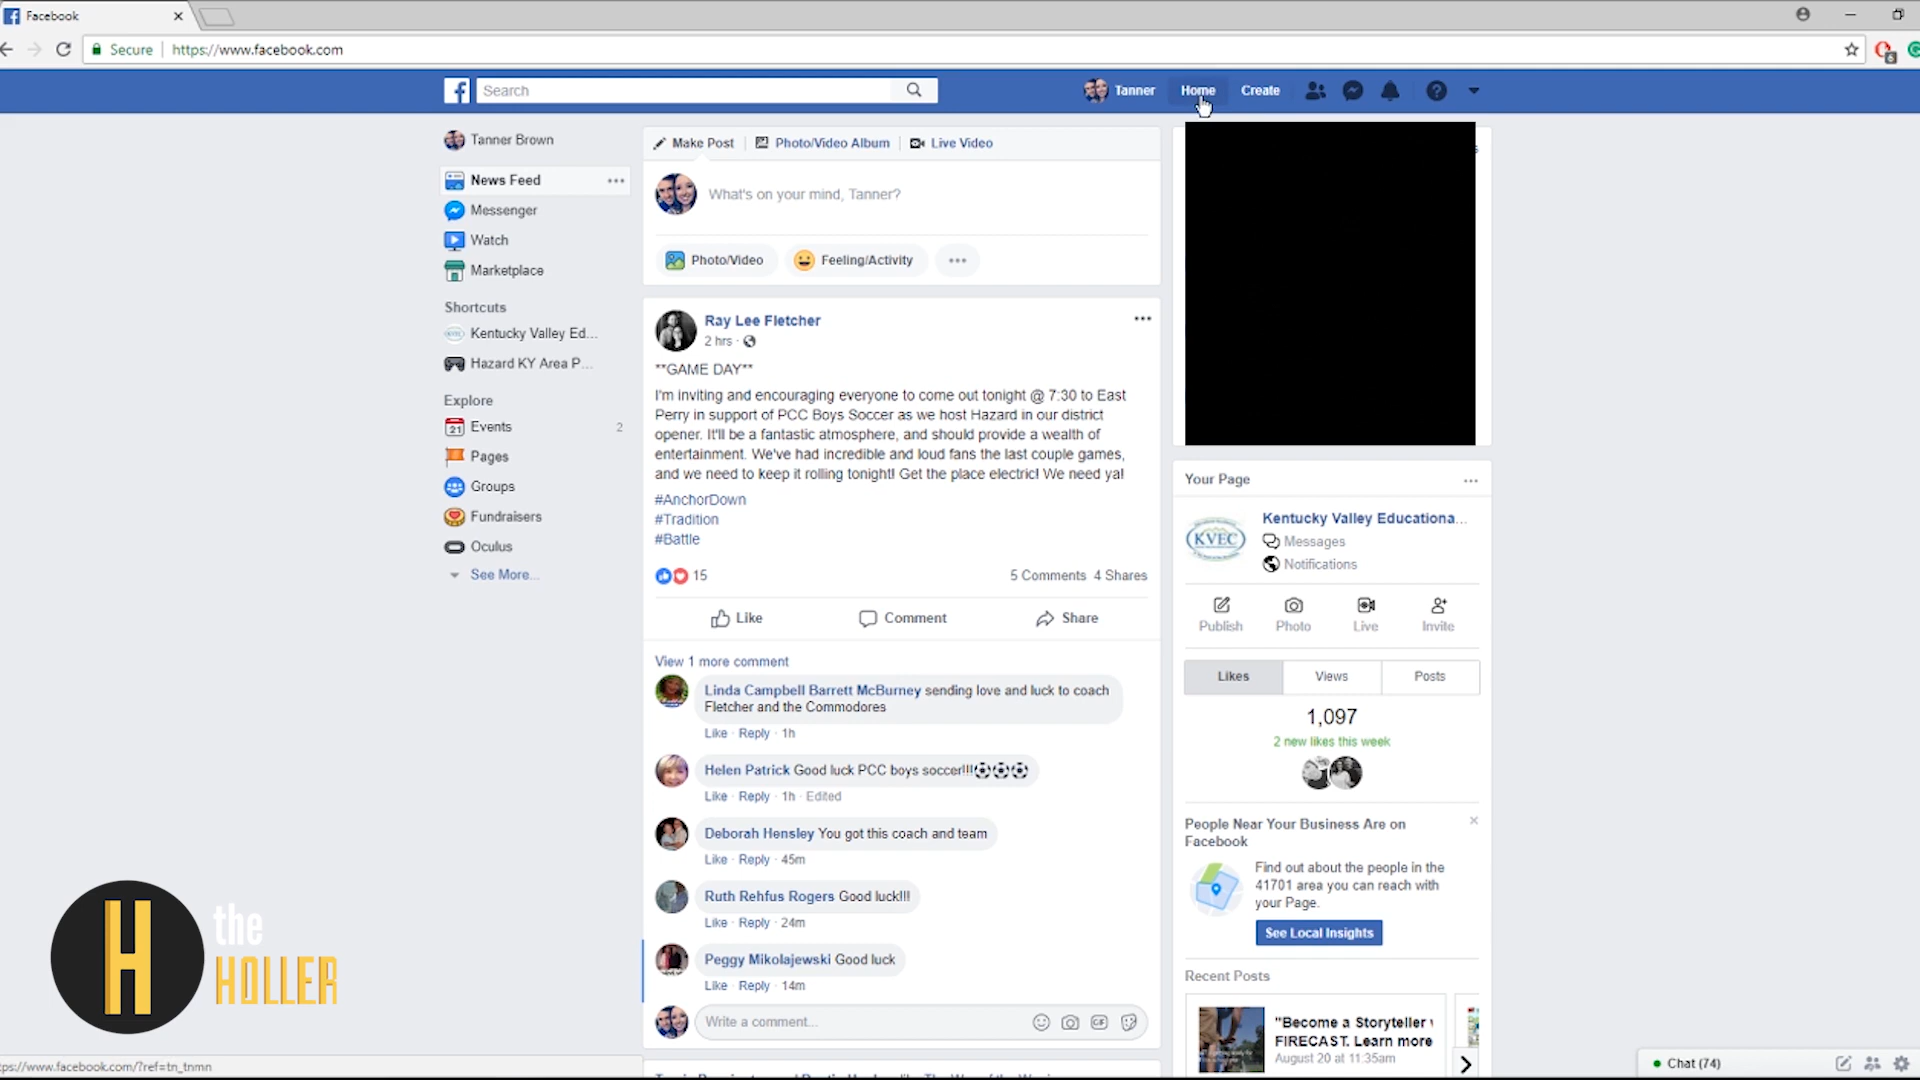 Facebook
Secure
https://www.facebook.com
Search
Tanner
Home
Create
Tanner Brown
News Feed
Messenger
Watch
Marketplace
Shortcuts
Kentucky Valley Ed...
Hazard KY Area P...
Explore
Events 2
Pages
Groups
Fundraisers
Oculus
See More...
Make Post
Photo/Video Album
Live Video
What's on your mind, Tanner?
Photo/Video
Feeling/Activity
Ray Lee Fletcher
2 hrs ·
**GAME DAY**
I'm inviting and encouraging everyone to come out tonight @ 7:30 to East
Perry in support of PCC Boys Soccer as we host Hazard in our district
opener. It'll be a fantastic atmosphere, and should provide a wealth of
entertainment. We've had incredible and loud fans the last couple games,
and we need to keep it rolling tonight! Get the place electric! We need ya!
#AnchorDown
#Tradition
#Battle
15
5 Comments 4 Shares
Like
Comment
Share
View 1 more comment
Linda Campbell Barrett McBurney sending love and luck to coach
Fletcher and the Commodores
Like · Reply · 1h
Helen Patrick Good luck PCC boys soccer!!!⚽⚽⚽
Like · Reply · 1h · Edited
Deborah Hensley You got this coach and team
Like · Reply · 45m
Ruth Rehfus Rogers Good luck!!!
Like · Reply · 24m
Peggy Mikolajewski Good luck
Like · Reply · 14m
Write a comment...
GIF
Your Page
KVEC
Kentucky Valley Educationa...
Messages
Notifications
Publish
Photo
Live
Invite
Likes
Views
Posts
1,097
2 new likes this week
People Near Your Business Are on
Facebook
Find out about the people in the
41701 area you can reach with
your Page.
See Local Insights
Recent Posts
"Become a Storyteller
FIRECAST. Learn more
August 20 at 11:35am
Chat (74)
H
the
HOLLER
tps://www.facebook.com/?ref=tn_tnmn